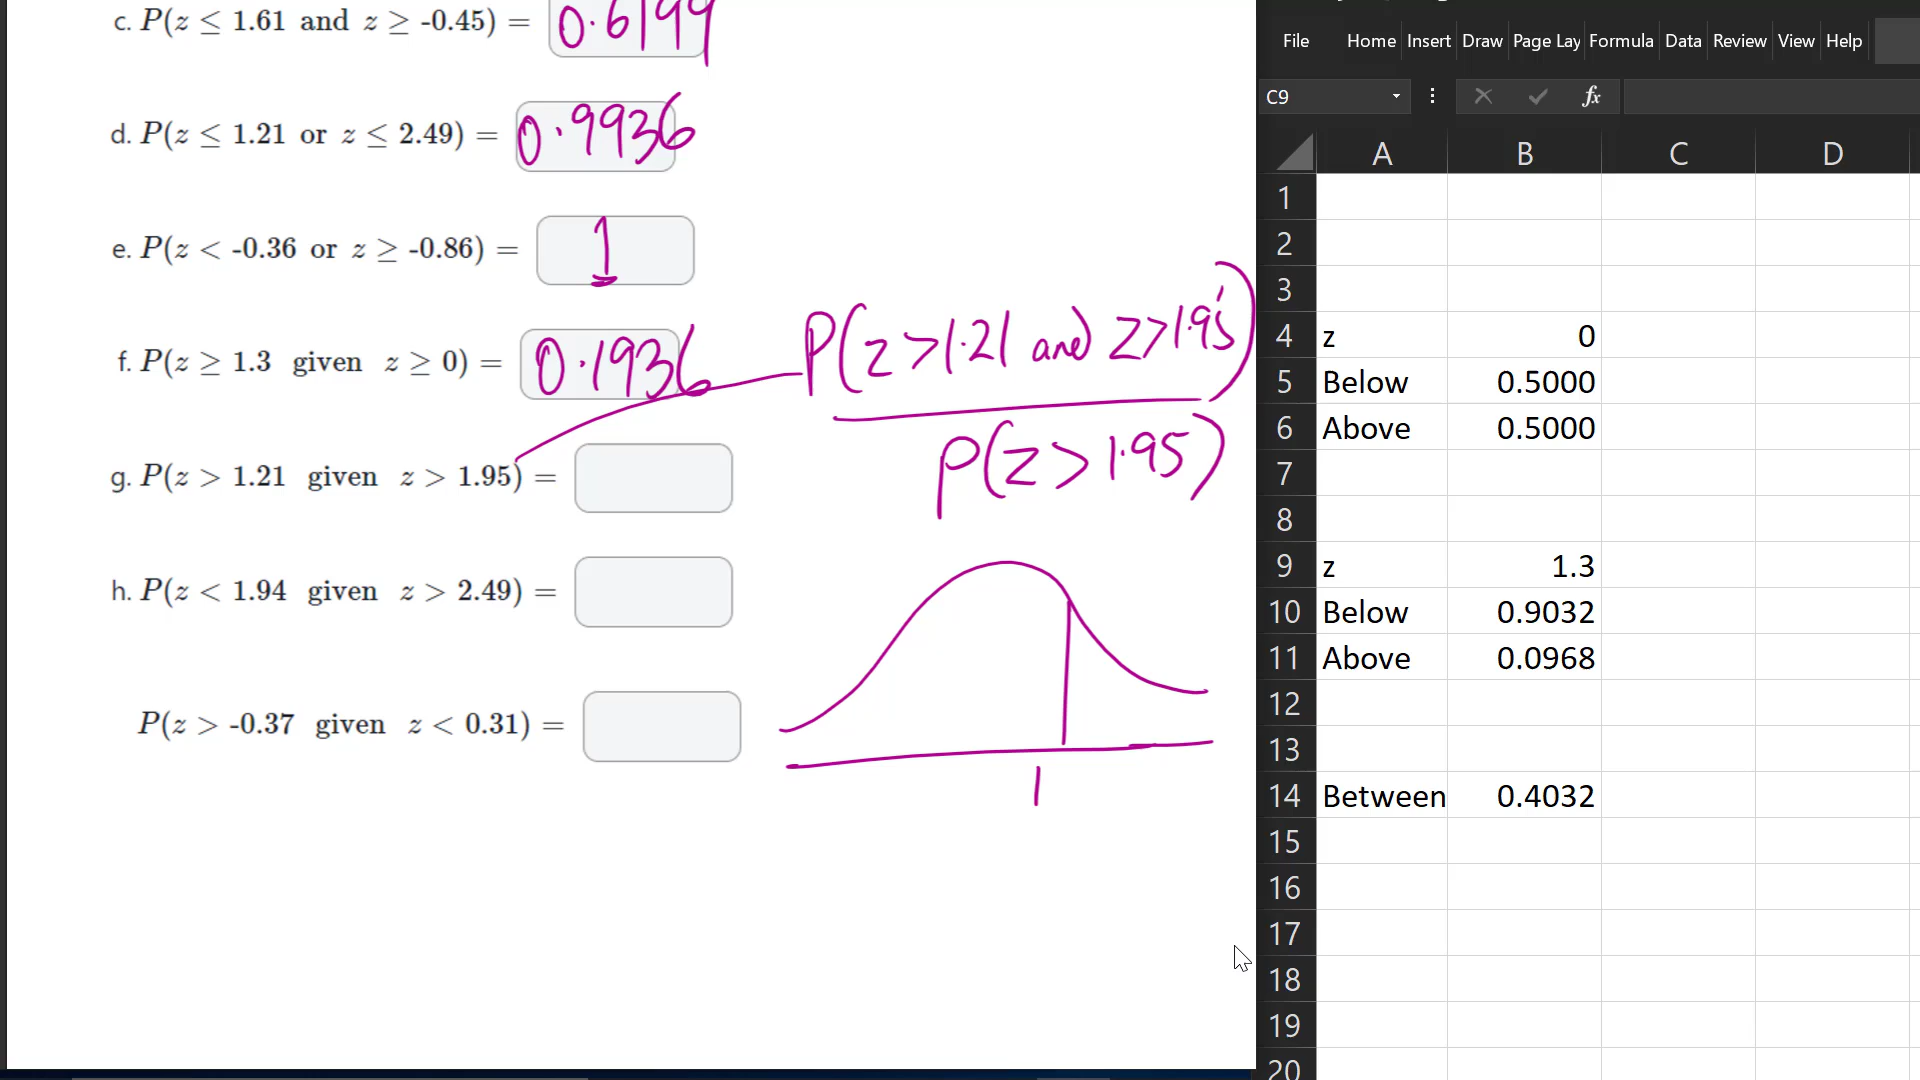 c. P(z ≤ 1.61 and z ≥ -0.45) = 0.6199
d. P(z ≤ 1.21 or z ≤ 2.49) = 0.9936
e. P(z < -0.36 or z ≥ -0.86) = 1
f. P(z ≥ 1.3 given z ≥ 0) = 0.1936
P(z > 1.21 and z > 1.95)
P(z > 1.95)
g. P(z > 1.21 given z > 1.95) =
h. P(z < 1.94 given z > 2.49) =
P(z > -0.37 given z < 0.31) =
1
File Home Insert Draw Page Lay Formula Data Review View Help
C9 fx
A B C D
1
2
3
4 z 0
5 Below 0.5000
6 Above 0.5000
7
8
9 z 1.3
10 Below 0.9032
11 Above 0.0968
12
13
14 Between 0.4032
15
16
17
18
19
20